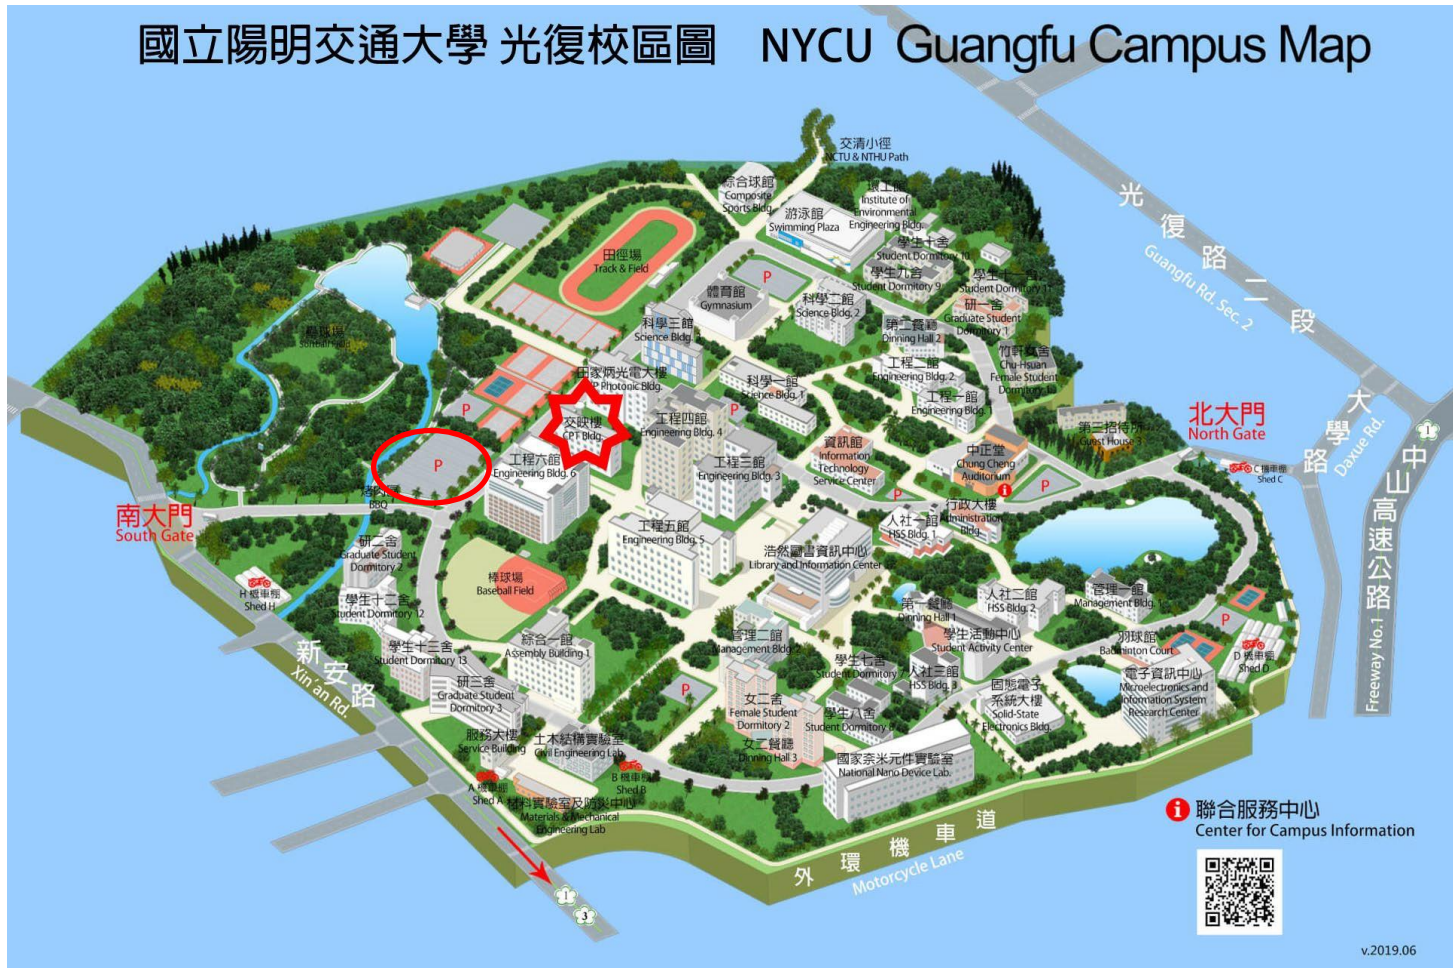 國立陽明交通大學 光復校區圖 NYCU Guangfu Campus Map
交清小徑
NCTU & NTHU Path
綜合球館
Composite
Sports Bldg.
游泳館
Swimming Plaza
環工館
Institute of
Environmental
Engineering Bldg.
學生十舍
Student Dormitory 10
學生九舍
Student Dormitory 9
學生十一舍
Student Dormitory 11
光復路二段
Guangfu Rd. Sec. 2
田徑場
Track & Field
P
體育館
Gymnasium
科學二館
Science Bldg. 2
研一舍
Graduate Student
Dormitory 1
科學三館
Science Bldg.
第二餐廳
Dinning Hall 2
竹軒女舍
Chu-Hsuan
Female Student
Dormitory
工程二館
Engineering Bldg. 2
田家炳光電大樓
Photonic Bldg.
科學一館
Science Bldg. 1
工程一館
Engineering Bldg. 1
P
P
交映樓
CPT Bldg.
工程四館
Engineering Bldg. 4
第三招待所
Guest House 3
北大門
North Gate
大學路
Daxue Rd.
1
中山高速公路
Freeway No.1
資訊館
Information
Technology
Service Center
中正堂
Chung Cheng
Auditorium
i
P
P
C 機車棚
Shed C
P
工程六館
Engineering Bldg. 6
工程三館
Engineering Bldg. 3
烤肉區
BBQ
南大門
South Gate
行政大樓
Administration
Bldg.
人社一館
HSS Bldg. 1
工程五館
Engineering Bldg. 5
浩然圖書資訊中心
Library and Information Center
研二舍
Graduate Student
Dormitory 2
H 機車棚
Shed H
棒球場
Baseball Field
學生十二舍
Student Dormitory 12
第一餐廳
Dinning Hall 1
人社二館
HSS Bldg. 2
管理一館
Management Bldg. 1
P
學生十三舍
Student Dormitory 13
綜合一館
Assembly Building 1
管理二館
Management Bldg. 2
學生活動中心
Student Activity Center
羽球館
Badminton Court
D 機車棚
Shed D
新安路
Xin'an Rd.
研三舍
Graduate Student
Dormitory 3
P
學生七舍
Student Dormitory 7
人社三館
HSS Bldg. 3
固態電子
系統大樓
Solid-State
Electronics Bldg.
電子資訊中心
Microelectronics and
Information System
Research Center
女二舍
Female Student
Dormitory 2
學生八舍
Student Dormitory 8
服務大樓
Service Building
土木結構實驗室
Civil Engineering Lab.
女二餐廳
Dinning Hall 3
國家奈米元件實驗室
National Nano Device Lab.
A 機車棚
Shed A
B 機車棚
Shed B
材料實驗室及防災中心
Materials & Mechanical
Engineering Lab
外環機車道
Motorcycle Lane
1
3
i 聯合服務中心
Center for Campus Information
v.2019.06